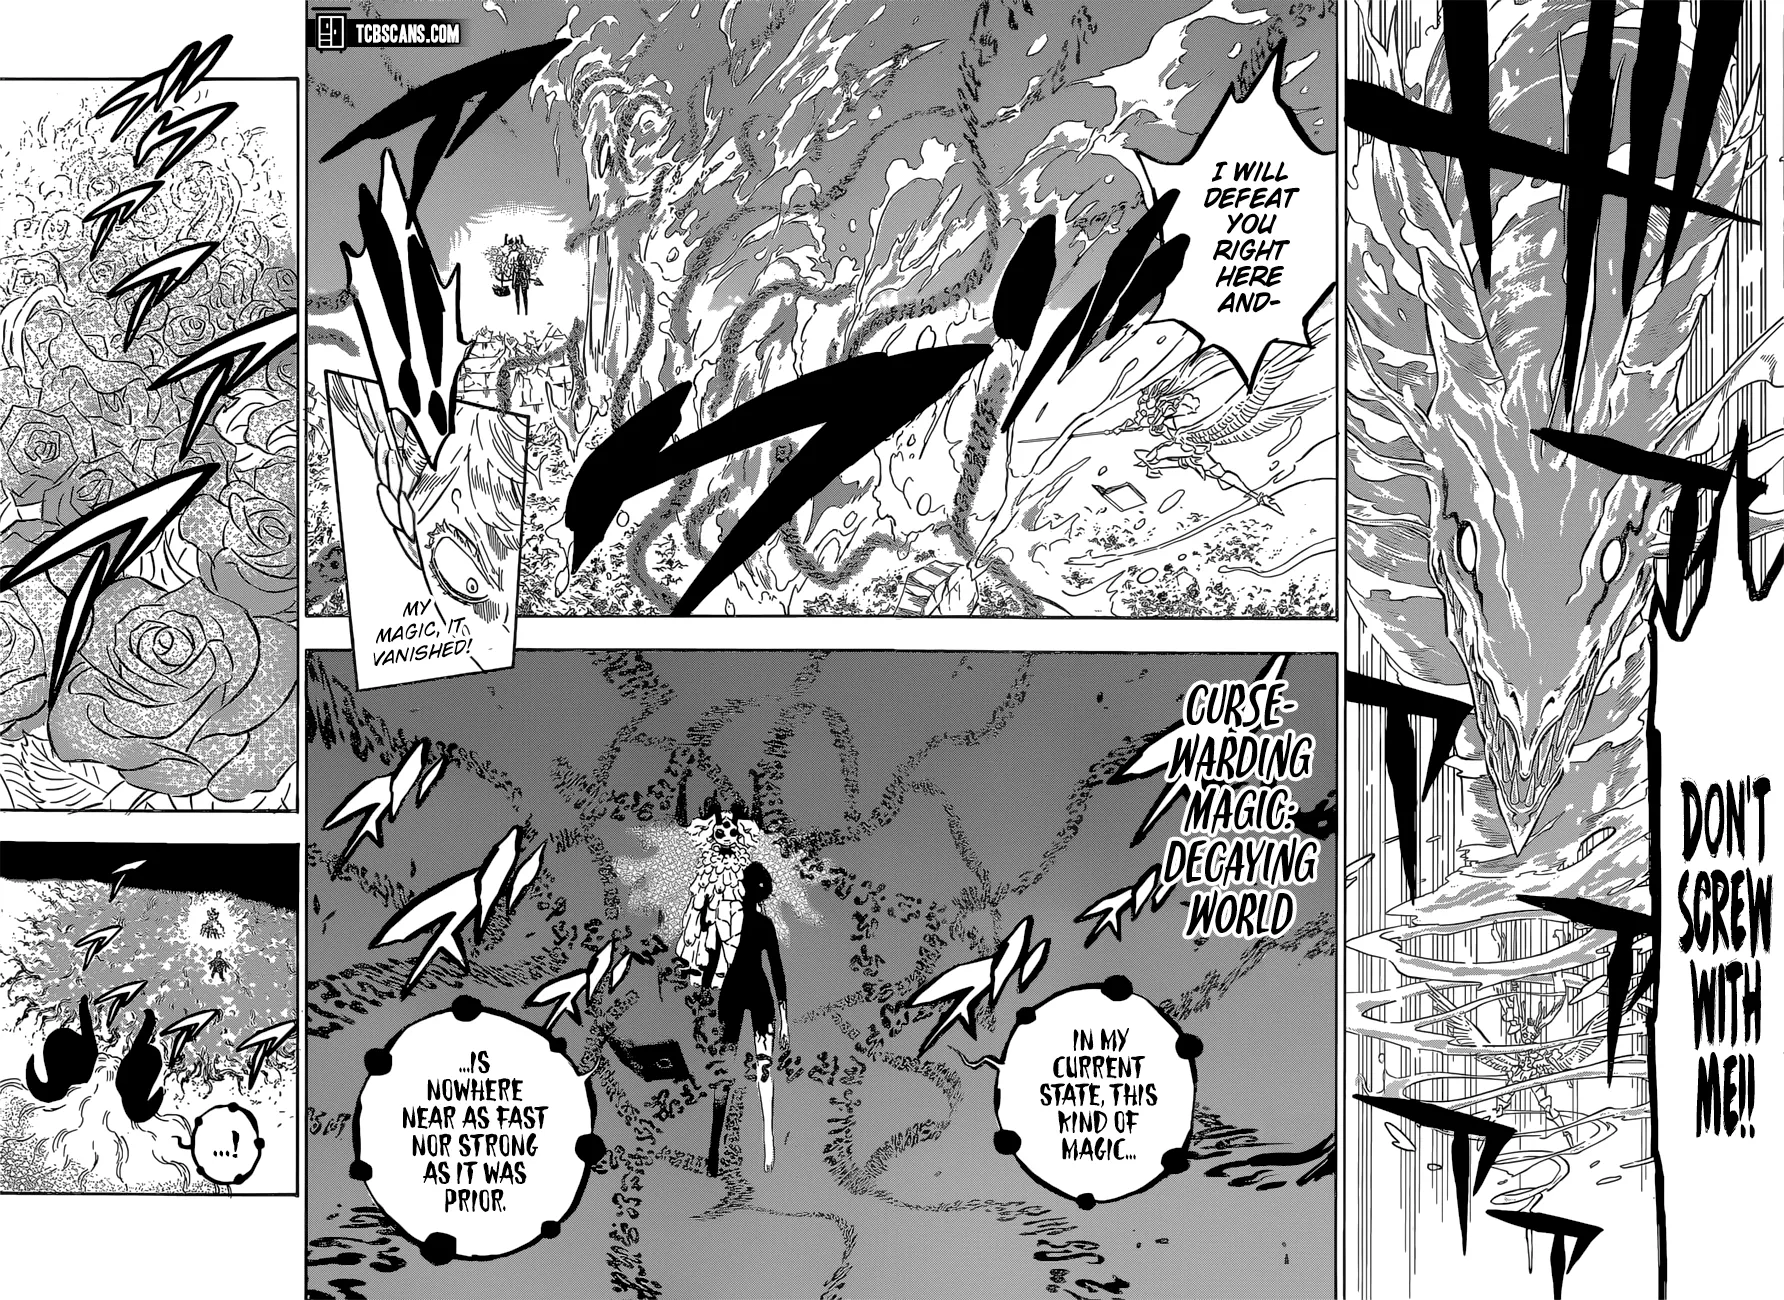 DON'T
SCREW
WITH
ME!!
TCBSCANS.COM
I WILL
DEFEAT
YOU
RIGHT
HERE
AND-
MY
MAGIC, IT
VANISHED!
CURSE-
WARDING
MAGIC:
DECAYING
WORLD
IN MY
CURRENT
STATE, THIS
KIND OF
MAGIC...
...IS
NOWHERE
NEAR AS FAST
NOR STRONG
AS IT WAS
PRIOR.
...!